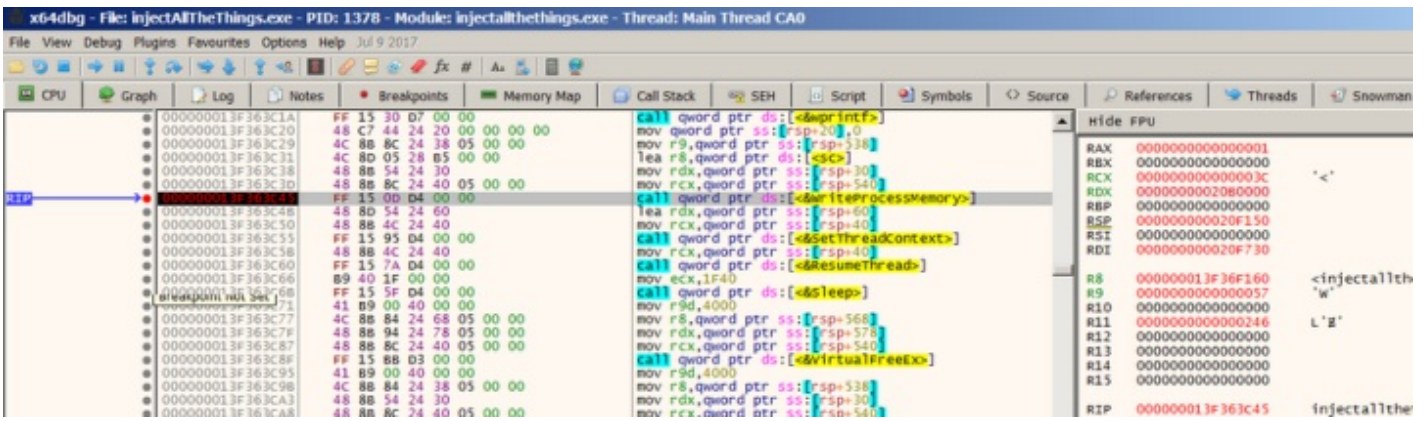 x64dbg - File: injectAllTheThings.exe - PID: 1378 - Module: injectallthethings.exe - Thread: Main Thread CA0
File View Debug Plugins Favourites Options Help Jul 9 2017
CPU Graph Log Notes Breakpoints Memory Map Call Stack SEH Script Symbols Source References Threads Snowman
000000013F363C1A FF 15 30 D7 00 00 call qword ptr ds:[<&wprintf>]
000000013F363C20 48 C7 44 24 20 00 00 00 00 mov qword ptr ss:[rsp+20],0
000000013F363C29 4C 8B 8C 24 38 05 00 00 mov r9,qword ptr ss:[rsp+538]
000000013F363C31 4C 8D 05 28 B5 00 00 lea r8,qword ptr ds:[<sc>]
000000013F363C38 48 8B 54 24 30 mov rdx,qword ptr ss:[rsp+30]
000000013F363C3D 48 8B 8C 24 40 05 00 00 mov rcx,qword ptr ss:[rsp+540]
RIP 000000013F363C45 FF 15 0D D4 00 00 call qword ptr ds:[<&WriteProcessMemory>]
000000013F363C4B 48 8D 54 24 60 lea rdx,qword ptr ss:[rsp+60]
48 8B 4C 24 40 mov rcx,qword ptr ss:[rsp+40]
000000013F363C55 FF 15 95 D4 00 00 call qword ptr ds:[<&SetThreadContext>]
000000013F363C5B 48 8B 4C 24 40 mov rcx,qword ptr ss:[rsp+40]
000000013F363C60 FF 15 7A D4 00 00 call qword ptr ds:[<&ResumeThread>]
000000013F363C66 B9 40 1F 00 00 mov ecx,1F40
Breakpoint Not Set FF 15 5F D4 00 00 call qword ptr ds:[<&Sleep>]
41 B9 00 40 00 00 mov r9d,4000
000000013F363C77 4C 8B 84 24 68 05 00 00 mov r8,qword ptr ss:[rsp+568]
000000013F363C7F 48 8B 94 24 78 05 00 00 mov rdx,qword ptr ss:[rsp+578]
000000013F363C87 48 8B 8C 24 40 05 00 00 mov rcx,qword ptr ss:[rsp+540]
000000013F363C8F FF 15 BB D3 00 00 call qword ptr ds:[<&VirtualFreeEx>]
000000013F363C95 41 B9 00 40 00 00 mov r9d,4000
000000013F363C9B 4C 8B 84 24 38 05 00 00 mov r8,qword ptr ss:[rsp+538]
000000013F363CA3 48 8B 54 24 30 mov rdx,qword ptr ss:[rsp+30]
000000013F363CA8 48 8B 8C 24 40 05 00 00 mov rcx,qword ptr ss:[rsp+540]
Hide FPU
RAX 0000000000000001
RBX 0000000000000000
RCX 000000000000003C '<'
RDX 00000000020B0000
RBP 0000000000000000
RSP 000000000020F150
RSI 0000000000000000
RDI 000000000020F730
R8 000000013F36F160 <injectallthe
R9 0000000000000057 'W'
R10 0000000000000000
R11 0000000000000246
R12 0000000000000000
R13 0000000000000000
R14 0000000000000000
R15 0000000000000000
RIP 000000013F363C45 injectallthe